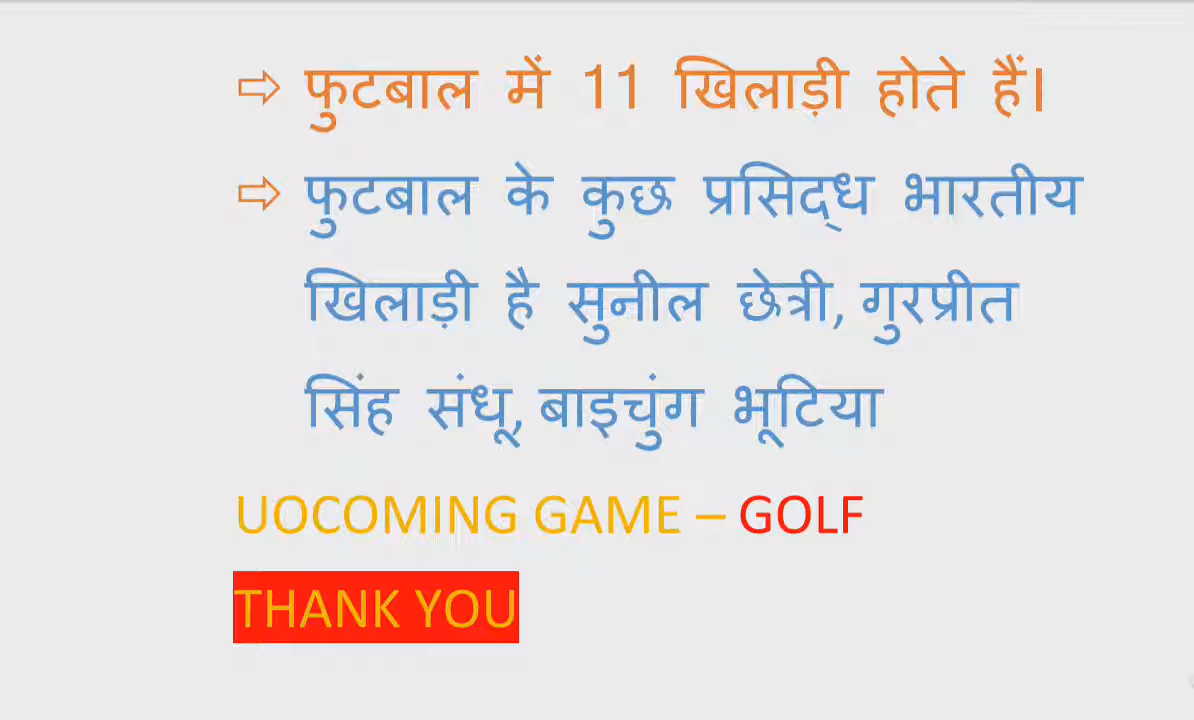 ⇨ फुटबाल में 11 खिलाड़ी होते हैं।
⇨ फुटबाल के कुछ प्रसिद्ध भारतीय
खिलाड़ी है सुनील छेत्री, गुरप्रीत
सिंह संधू, बाइचुंग भूटिया
UOCOMING GAME – GOLF
THANK YOU